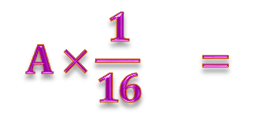 A × 1/16 =